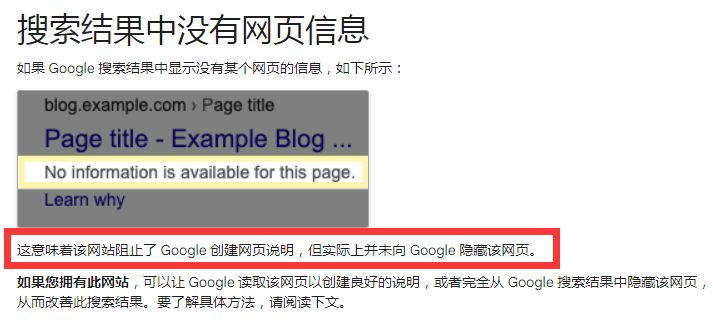 搜索结果中没有网页信息
如果 Google 搜索结果中显示没有某个网页的信息，如下所示：
blog.example.com › Page title
Page title - Example Blog ...
No information is available for this page.
Learn why
这意味着该网站阻止了 Google 创建网页说明，但实际上并未向 Google 隐藏该网页。
如果您拥有此网站，可以让 Google 读取该网页以创建良好的说明，或者完全从 Google 搜索结果中隐藏该网页，
从而改善此搜索结果。要了解具体方法，请阅读下文。